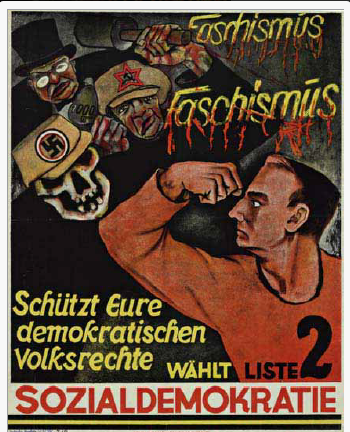 Faschismus
Faschismus
Schützt Eure
demokratischen
Volksrechte
WÄHLT LISTE 2
SOZIALDEMOKRATIE